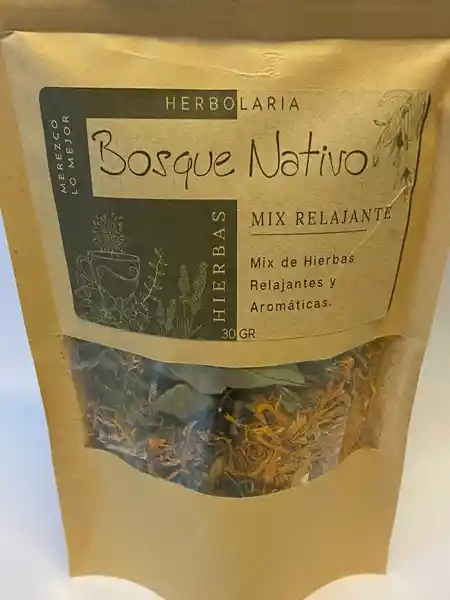 HERBOLARIA
MEREZCO
LO MEJOR
Bosque Nativo
HIERBAS
MIX RELAJANTE
Mix de Hierbas
Relajantes y
Aromáticas.
30 GR